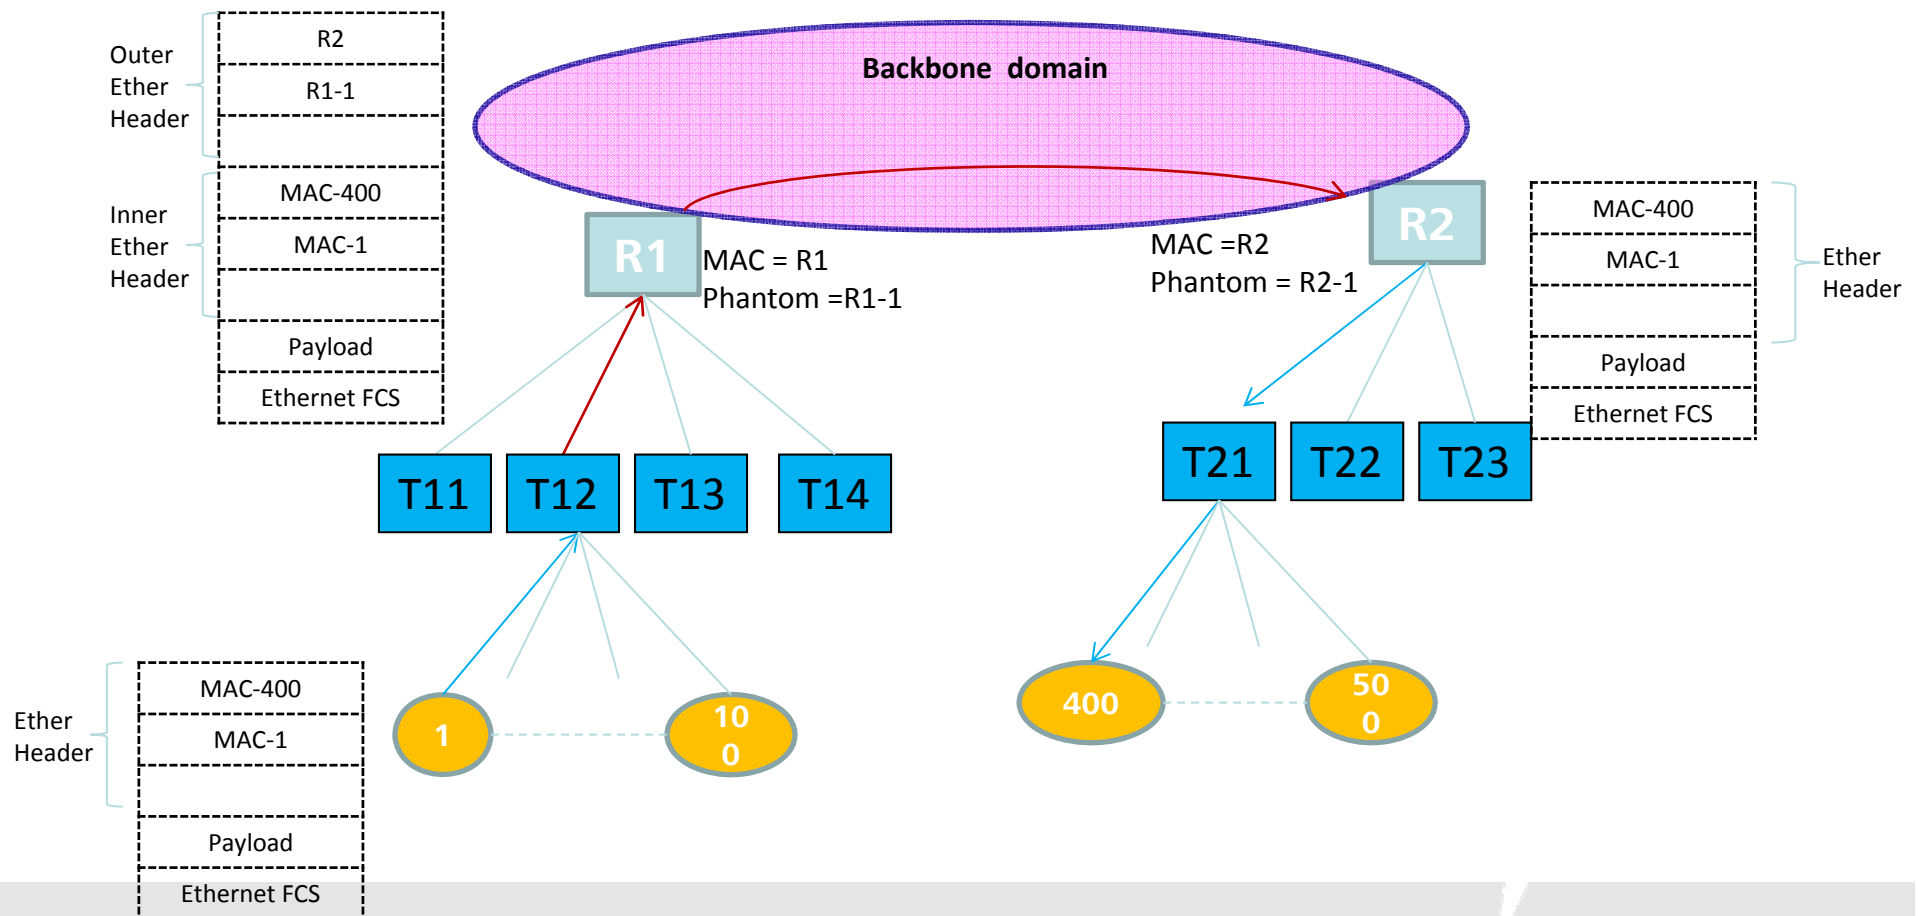 Outer
Ether
Header
R2
R1-1
Inner
Ether
Header
MAC-400
MAC-1
Payload
Ethernet FCS
Backbone  domain
R1
MAC = R1
Phantom =R1-1
MAC =R2
Phantom = R2-1
R2
MAC-400
MAC-1
Ether
Header
Payload
Ethernet FCS
T11
T12
T13
T14
T21
T22
T23
Ether
Header
MAC-400
MAC-1
Payload
Ethernet FCS
1
10
0
400
50
0